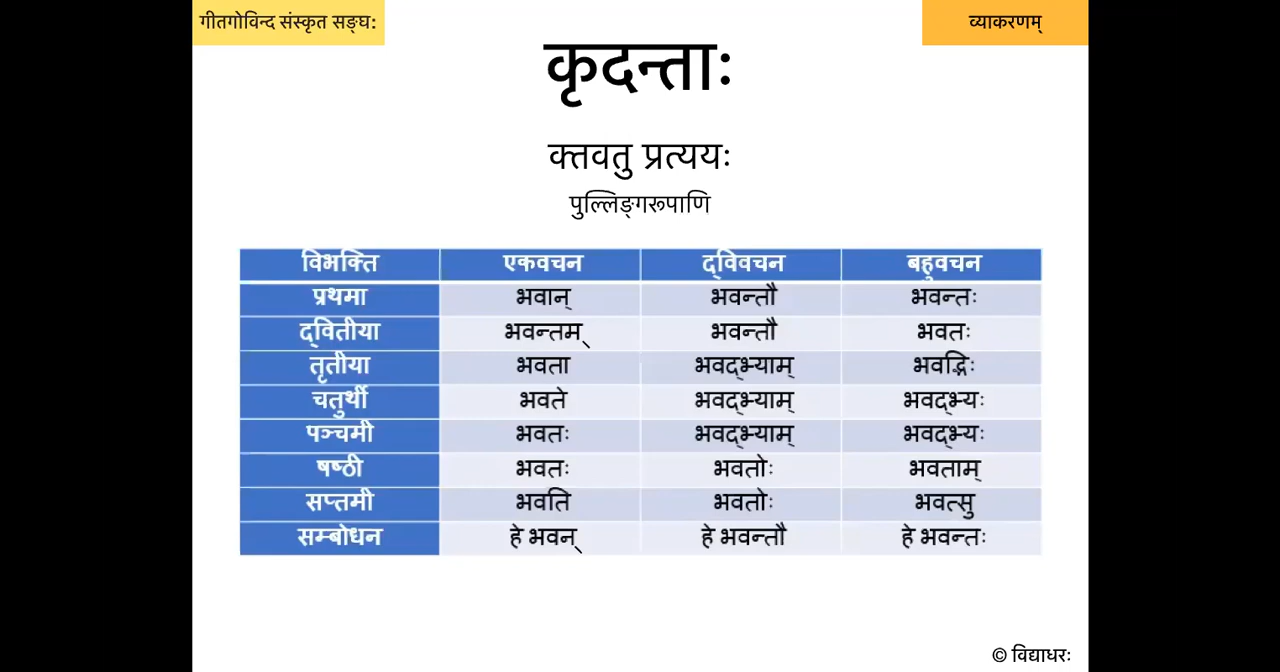 गीतगोविन्द संस्कृत सङ्घ:
व्याकरणम्
कृदन्ताः
क्तवतु प्रत्ययः
पुल्लिङ्गरूपाणि
विभक्ति एकवचन द्विवचन बहुवचन
प्रथमा भवान् भवन्तौ भवन्तः
द्वितीया भवन्तम् भवन्तौ भवतः
तृतीया भवता भवद्भ्याम् भवद्भिः
चतुर्थी भवते भवद्भ्याम् भवद्भ्यः
पञ्चमी भवतः भवद्भ्याम् भवद्भ्यः
षष्ठी भवतः भवतोः भवताम्
सप्तमी भवति भवतोः भवत्सु
सम्बोधन हे भवन् हे भवन्तौ हे भवन्तः
© विद्याधरः